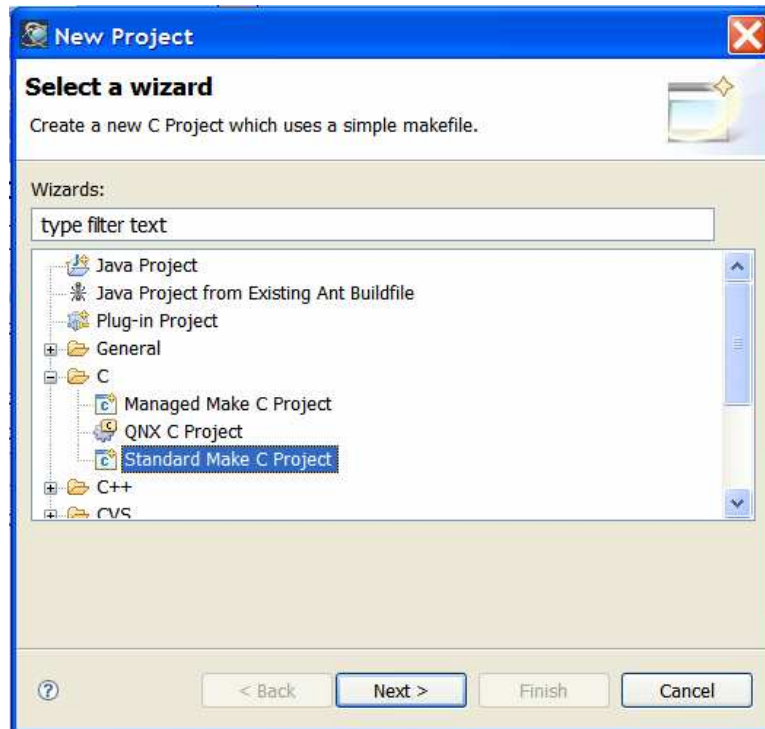 New Project
Select a wizard
Create a new C Project which uses a simple makefile.
Wizards:
type filter text
Java Project
Java Project from Existing Ant Buildfile
Plug-in Project
General
C
Managed Make C Project
QNX C Project
Standard Make C Project
C++
CVS
< Back
Next >
Finish
Cancel